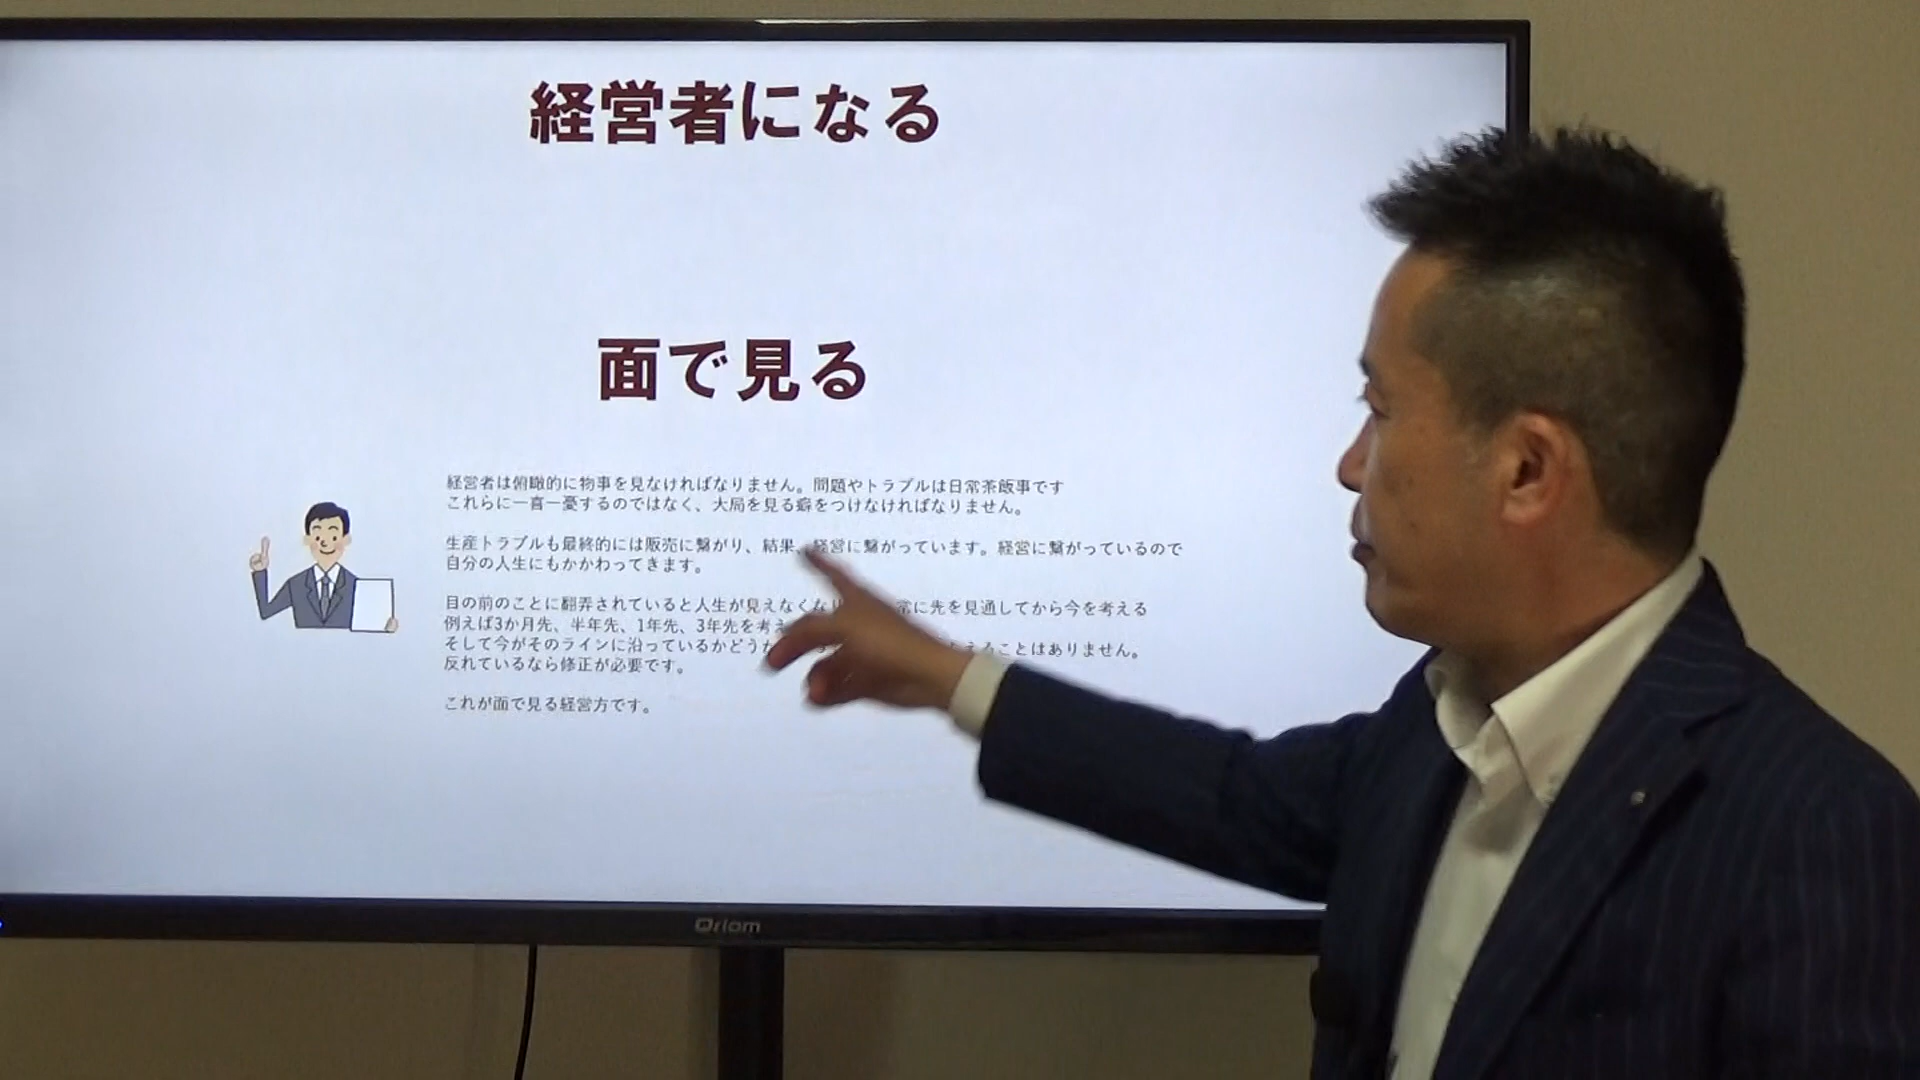 経営者になる
面で見る
経営者は俯瞰的に物事を見なければなりません。問題やトラブルは日常茶飯事です
これらに一喜一憂するのではなく、大局を見る癖をつけなければなりません。
生産トラブルも最終的には販売に繋がり、結果、経営に繋がっています。経営に繋がっているので
自分の人生にもかかわってきます。
目の前のことに翻弄されていると人生が見えなくなり 常に先を見通してから今を考える
例えば3か月先、半年先、1年先、3年先を考え
そして今がそのラインに沿っているかどうか ることはありません。
反れているなら修正が必要です。
これが面で見る経営方です。
Oriom